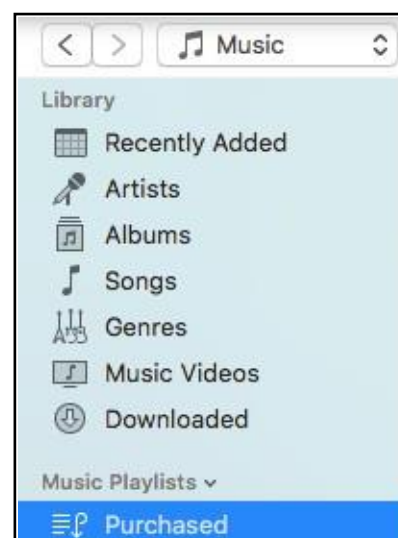 Music
Library
Recently Added
Artists
Albums
Songs
Genres
Music Videos
Downloaded
Music Playlists
Purchased